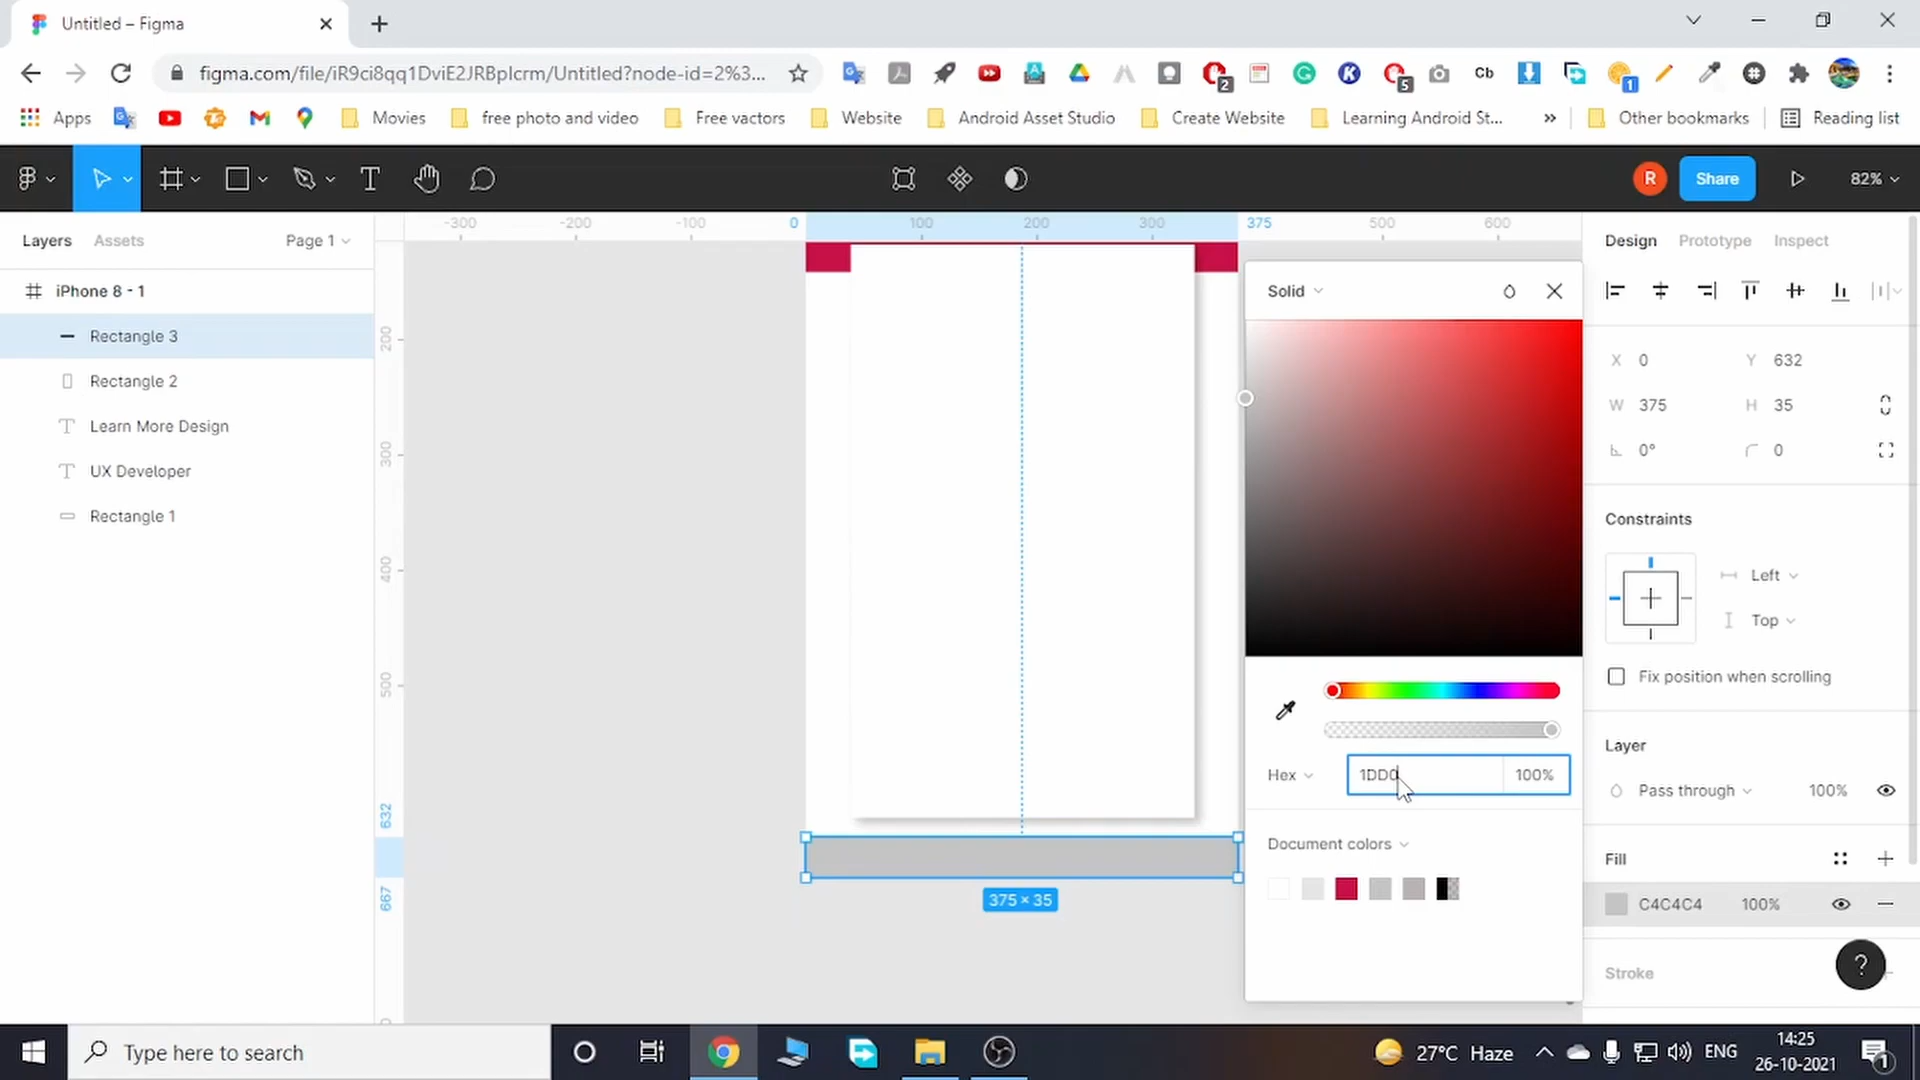 Untitled – Figma
figma.com/file/iR9ci8qq1DviE2JRBplcrm/Untitled?node-id=2%3...
2
5
Cb
1
Apps
Movies
free photo and video
Free vactors
Website
Android Asset Studio
Create Website
Learning Android St...
»
Other bookmarks
Reading list
T
R
Share
82%
Layers
Assets
Page 1
-300
-200
-100
0
100
200
300
375
500
600
Design
Prototype
Inspect
iPhone 8 - 1
Rectangle 3
Rectangle 2
Learn More Design
UX Developer
Rectangle 1
200
300
400
500
632
667
375 × 35
Solid
Hex
1DD0
100%
Document colors
X 0
Y 632
W 375
H 35
0°
0
Constraints
Left
Top
Fix position when scrolling
Layer
Pass through
100%
Fill
C4C4C4
100%
Stroke
?
Type here to search
27°C Haze
ENG
14:25
26-10-2021
1